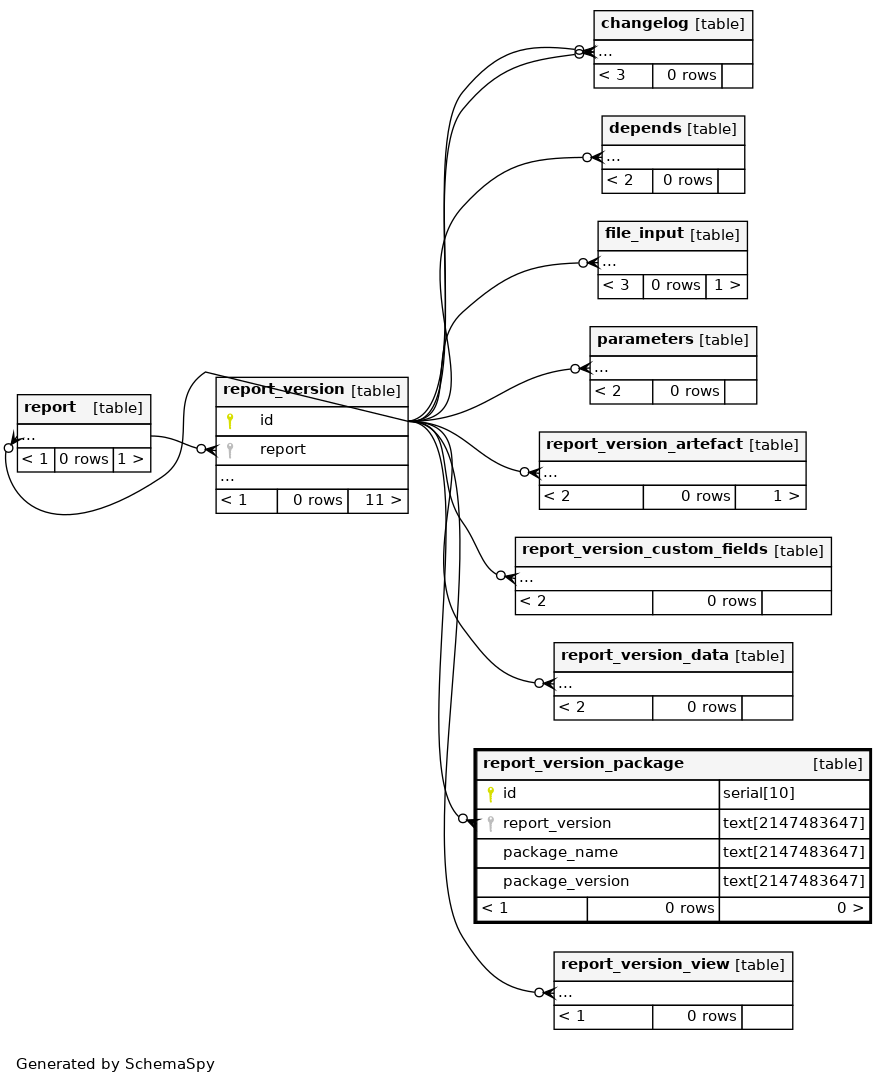 changelog [table]
...
< 3 0 rows
depends [table]
...
< 2 0 rows
file_input [table]
...
< 3 0 rows 1 >
parameters [table]
...
< 2 0 rows
report [table]
...
< 1 0 rows 1 >
report_version [table]
id
report
...
< 1 0 rows 11 >
report_version_artefact [table]
...
< 2 0 rows 1 >
report_version_custom_fields [table]
...
< 2 0 rows
report_version_data [table]
...
< 2 0 rows
report_version_package [table]
id serial[10]
report_version text[2147483647]
package_name text[2147483647]
package_version text[2147483647]
< 1 0 rows 0 >
report_version_view [table]
...
< 1 0 rows
Generated by SchemaSpy